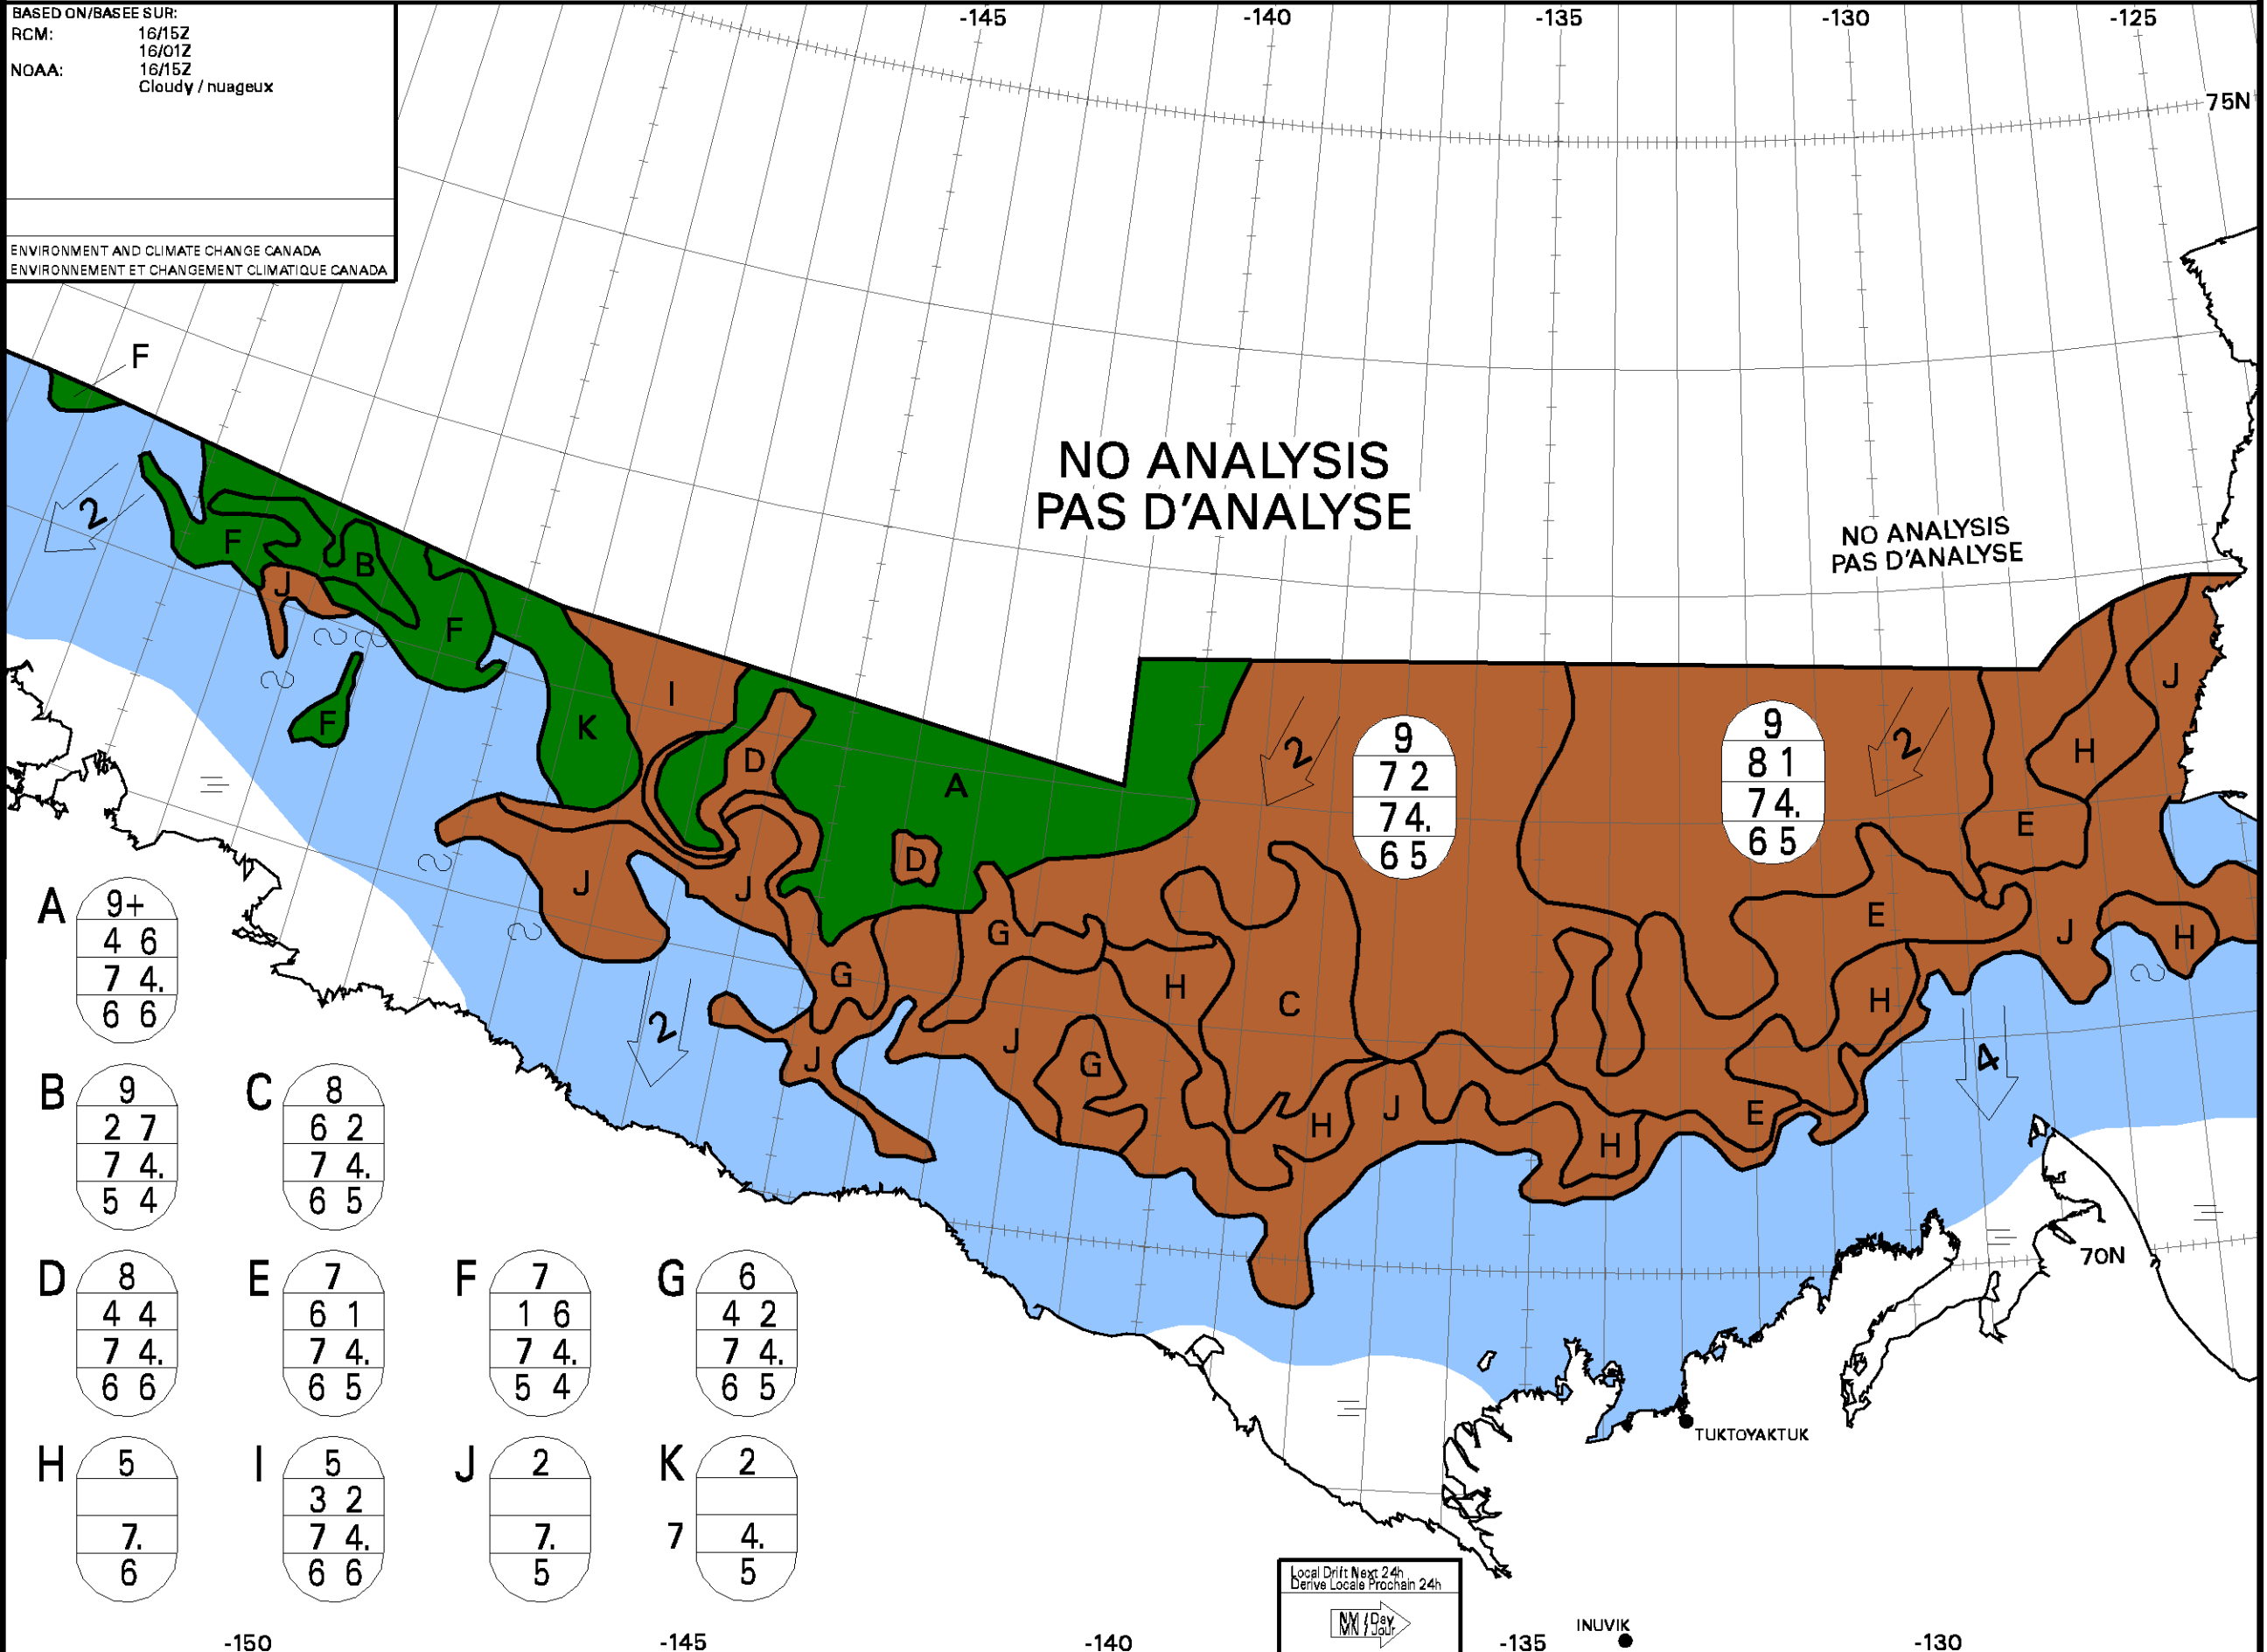 BASED ON/BASEE SUR:
RCM: 16/15Z
16/01Z
NOAA: 16/15Z
Cloudy / nuageux
ENVIRONMENT AND CLIMATE CHANGE CANADA
ENVIRONNEMENT ET CHANGEMENT CLIMATIQUE CANADA
-145 -140 -135 -130 -125
75N
F
NO ANALYSIS
PAS D'ANALYSE
NO ANALYSIS
PAS D'ANALYSE
2
F
B
J
F
F
K
I
D
A
D
J
J
G
G
2
J
J
G
H
C
H
J
H
E
E
H
E
H
J
J
H
2
2
4
9
7 2
7 4.
6 5
9
8 1
7 4.
6 5
A
9+
4 6
7 4.
6 6
B
9
2 7
7 4.
5 4
C
8
6 2
7 4.
6 5
D
8
4 4
7 4.
6 6
E
7
6 1
7 4.
6 5
F
7
1 6
7 4.
5 4
G
6
4 2
7 4.
6 5
H
5
7.
6
I
5
3 2
7 4.
6 6
J
2
7.
5
K
2
7 4.
5
70N
TUKTOYAKTUK
Local Drift Next 24h
Derive Locale Prochain 24h
NM / Day
MN / Jour
INUVIK
-150 -145 -140 -135 -130